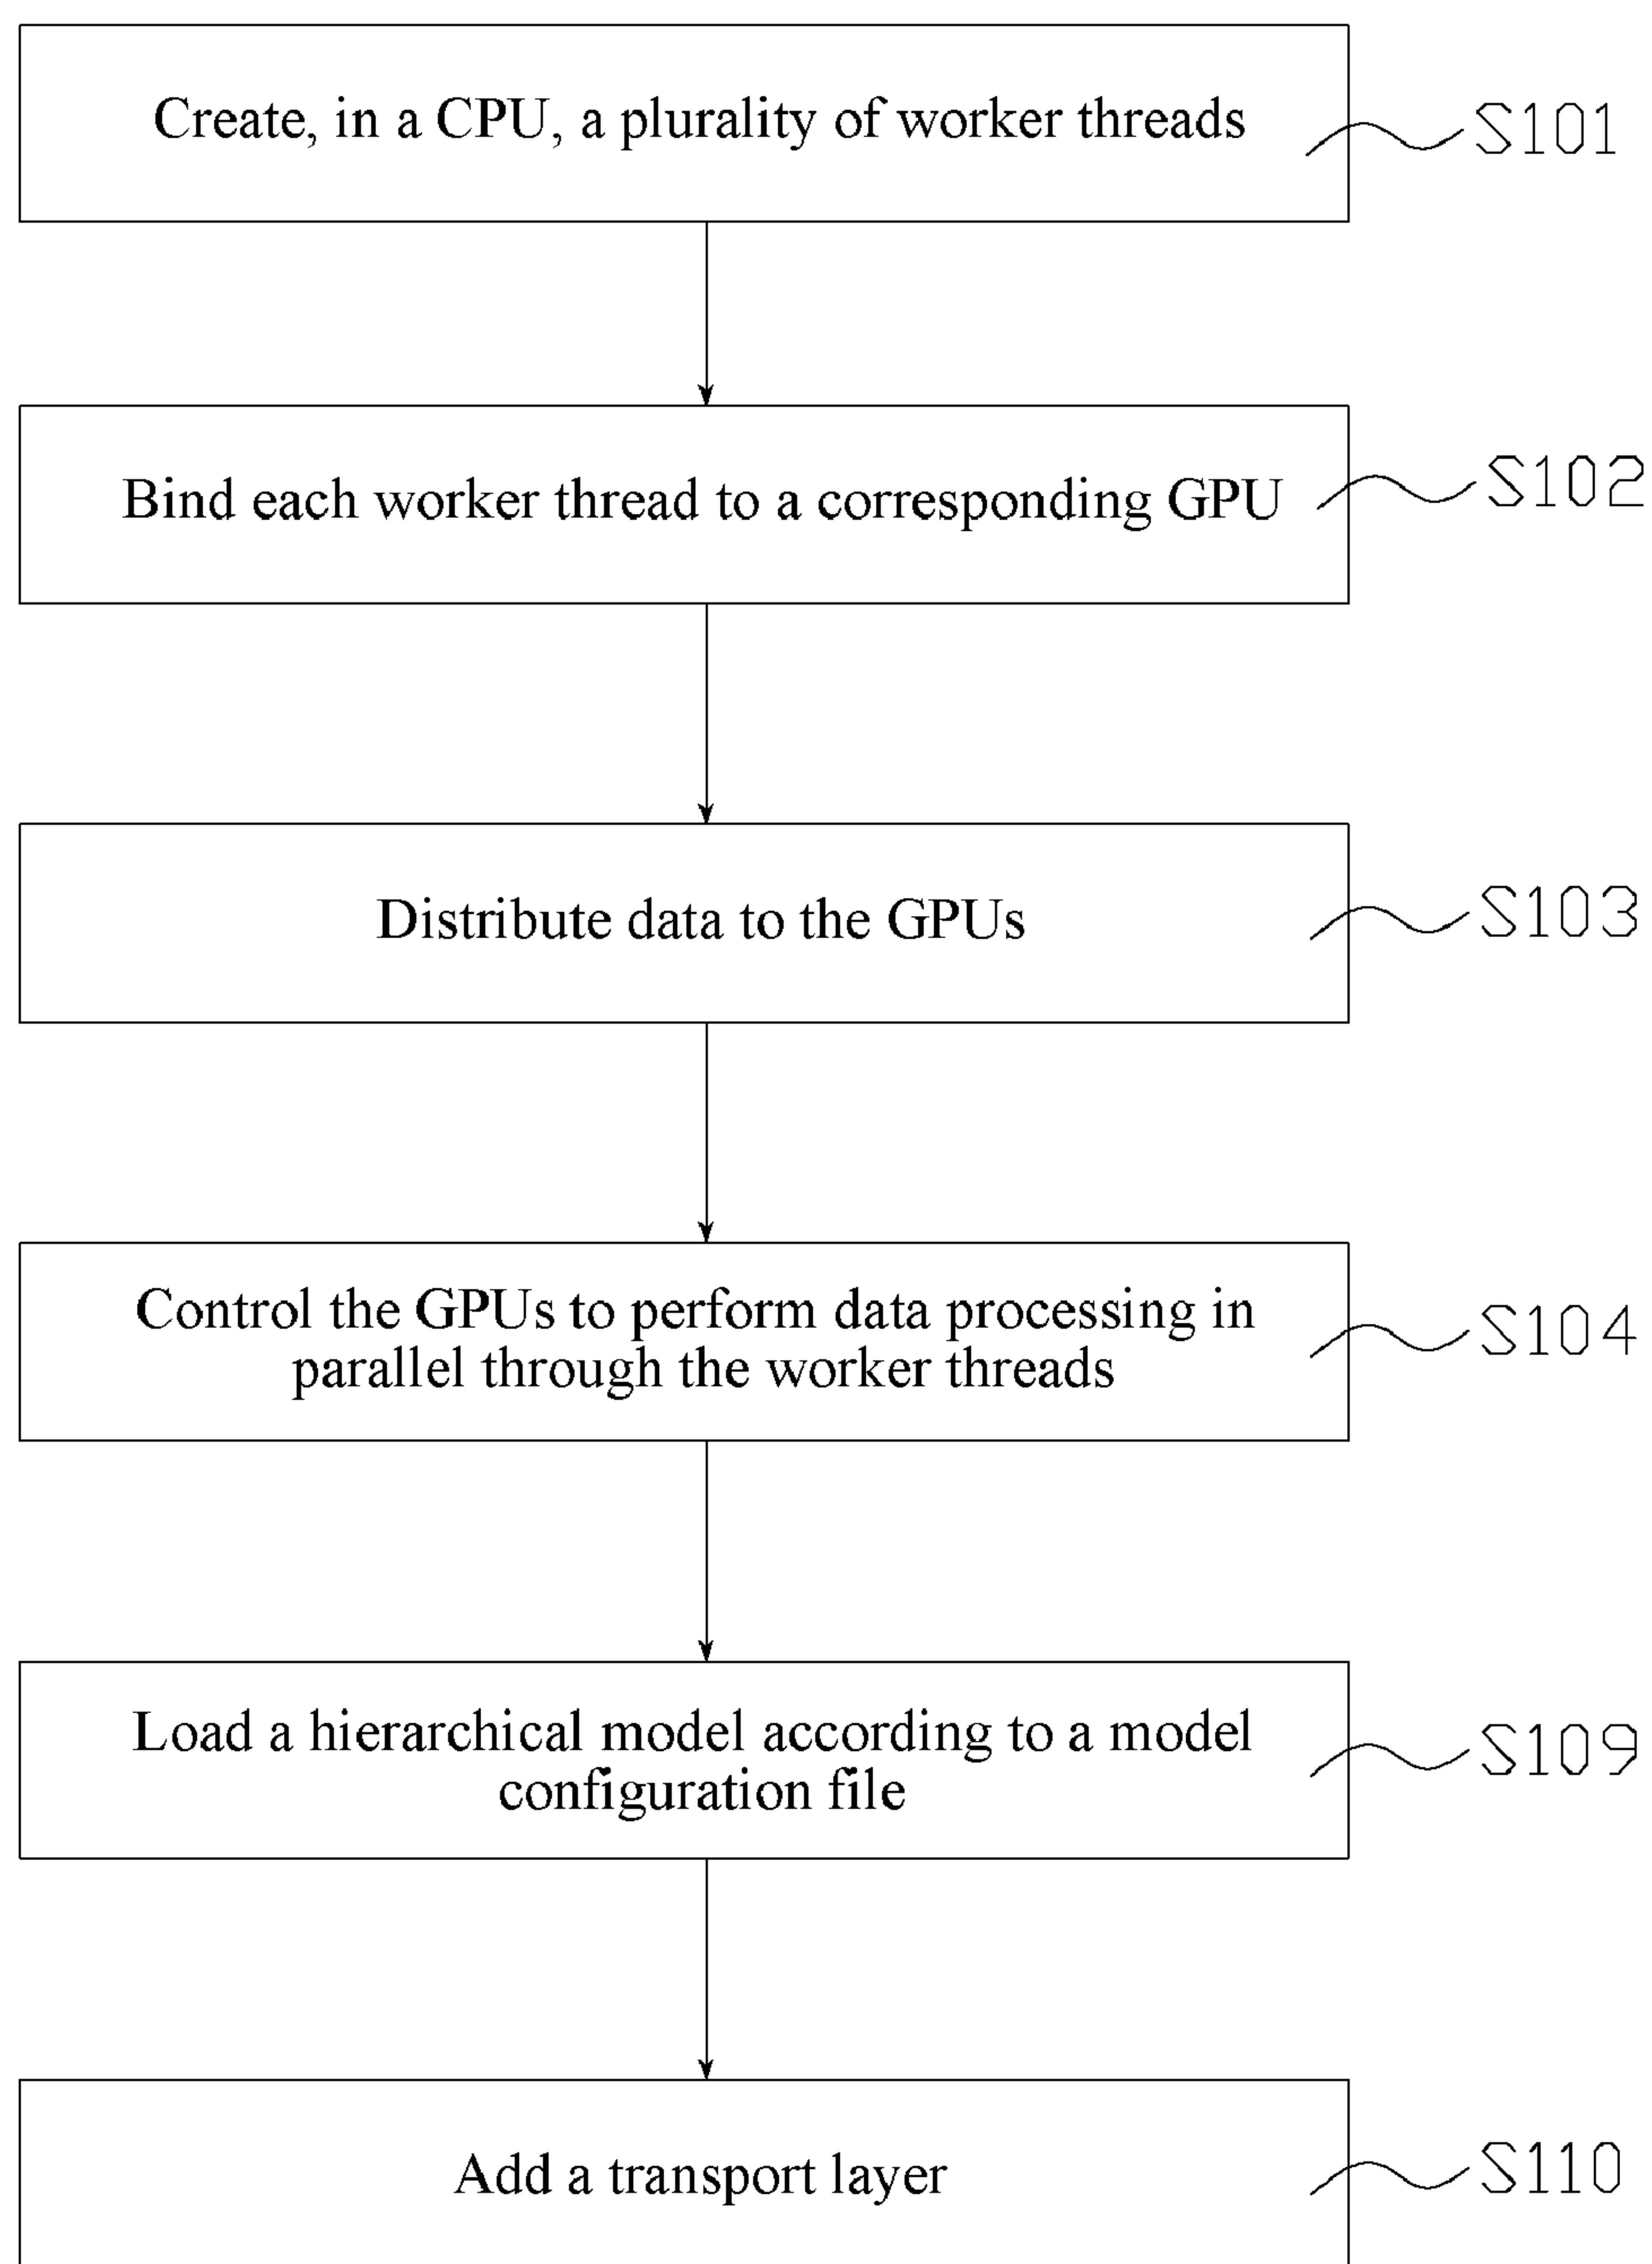 Create, in a CPU, a plurality of worker threads
S101
Bind each worker thread to a corresponding GPU
S102
Distribute data to the GPUs
S103
Control the GPUs to perform data processing in
parallel through the worker threads
S104
Load a hierarchical model according to a model
configuration file
S109
Add a transport layer
S110